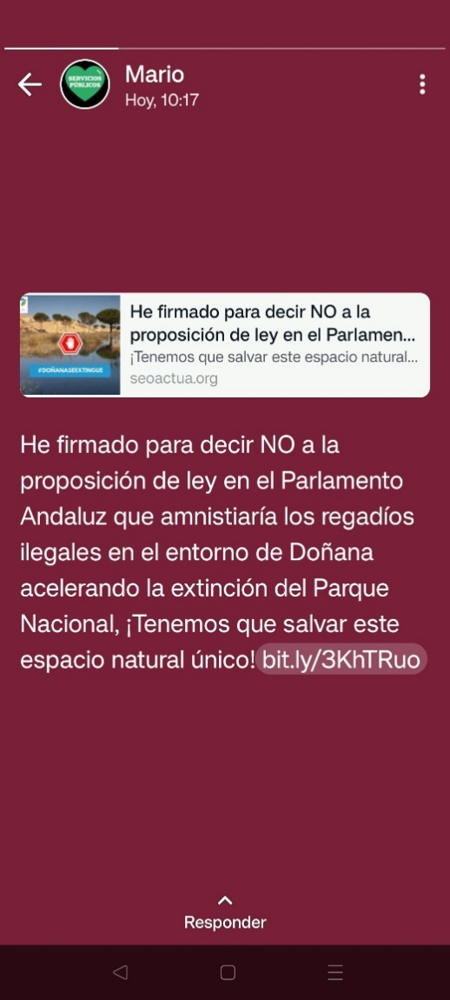 SERVICIOS
PÚBLICOS
Mario
Hoy, 10:17
#DOÑANASEEXTINGUE
He firmado para decir NO a la
proposición de ley en el Parlamen...
¡Tenemos que salvar este espacio natural...
seoactua.org
He firmado para decir NO a la
proposición de ley en el Parlamento
Andaluz que amnistiaría los regadíos
ilegales en el entorno de Doñana
acelerando la extinción del Parque
Nacional, ¡Tenemos que salvar este
espacio natural único! bit.ly/3KhTRuo
Responder